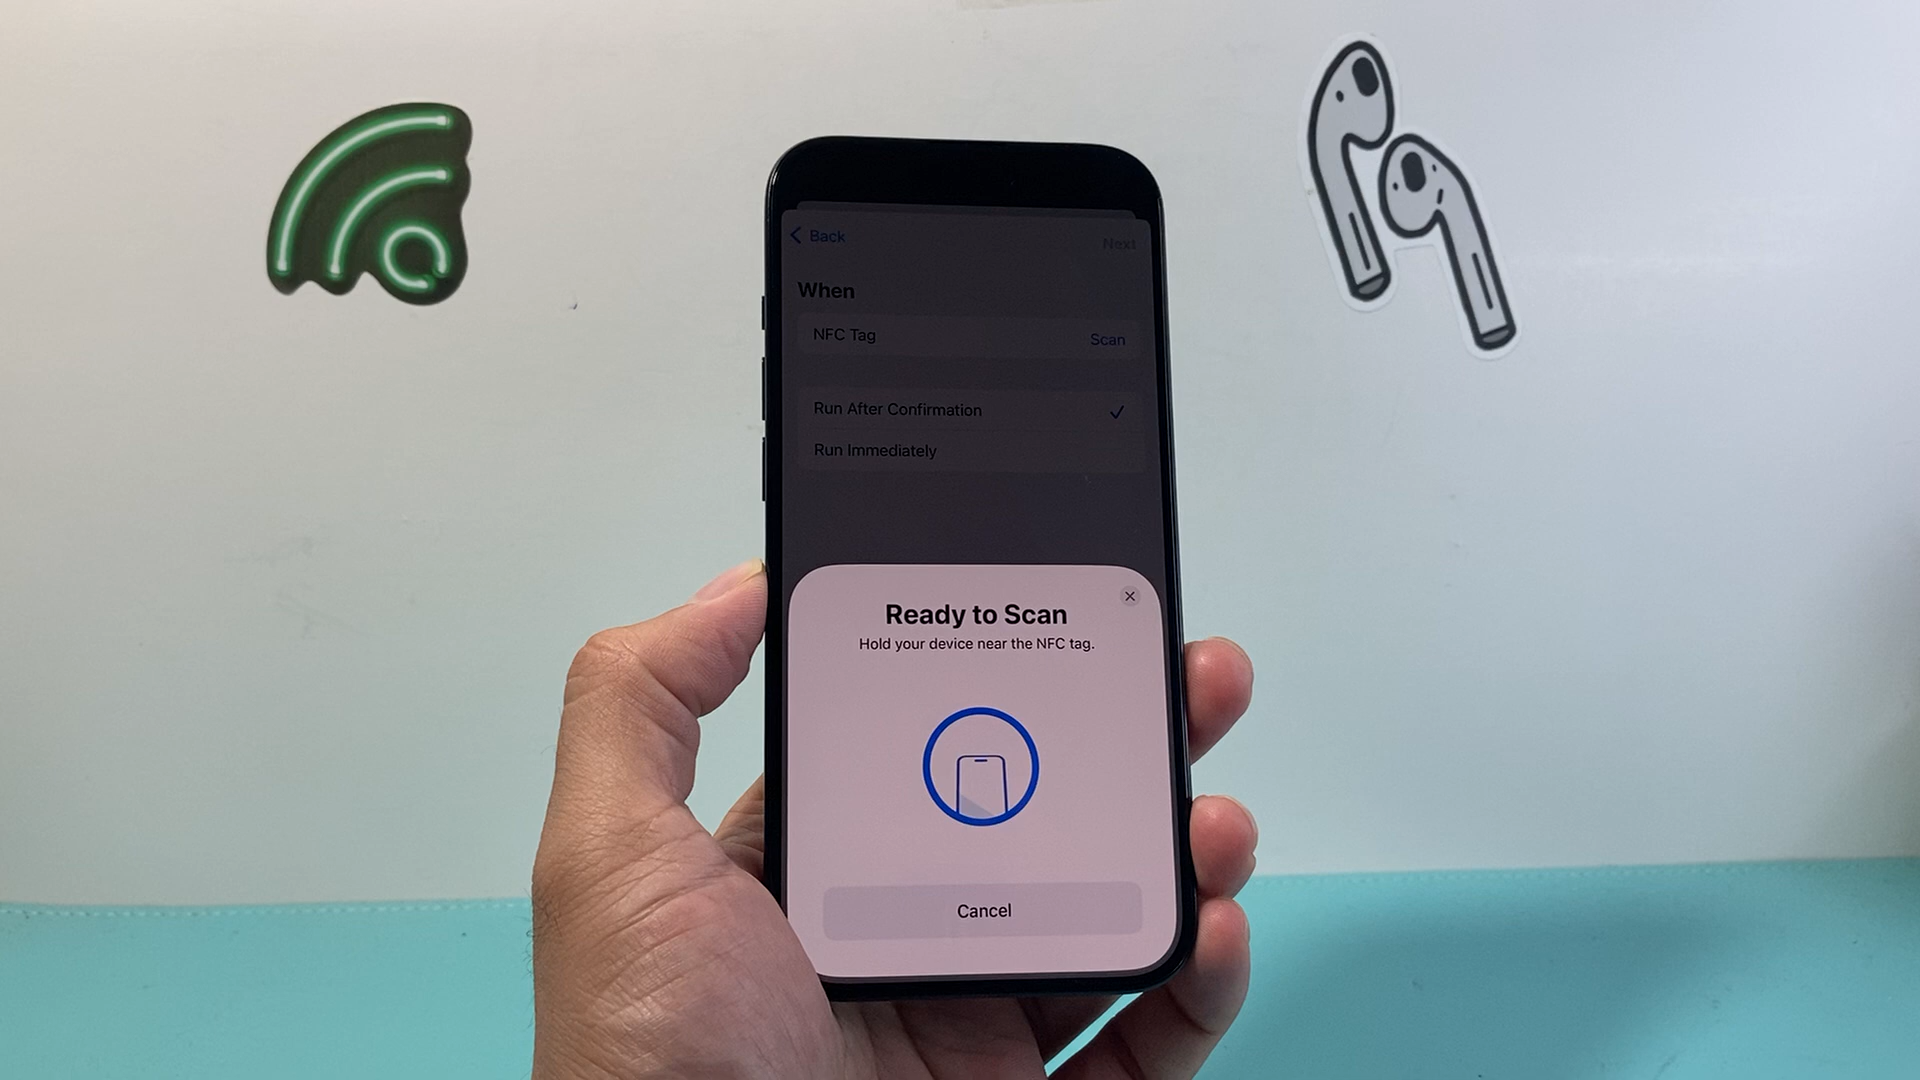 Back
Next
When
NFC Tag
Scan
Run After Confirmation
Run Immediately
Ready to Scan
Hold your device near the NFC tag.
Cancel